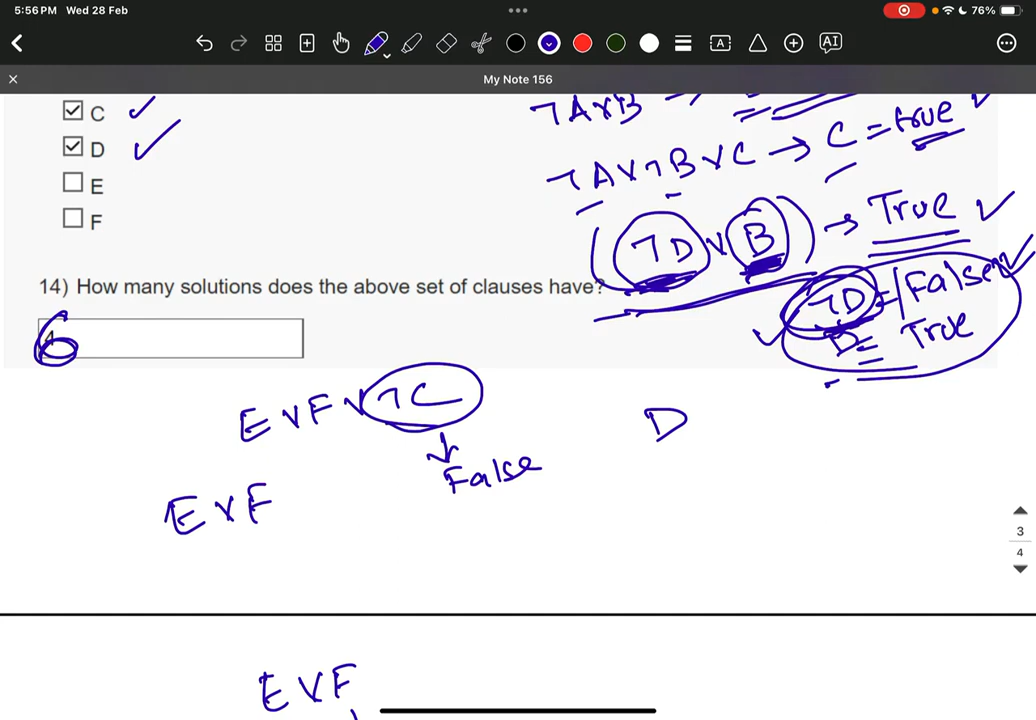 5:56 PM Wed 28 Feb
76%
A
AI
My Note 156
C
¬A∨B →
D
¬A∨¬B∨C → C = true
E
F
(¬D∨B) → True
14) How many solutions does the above set of clauses have?
¬D = False
D = True
E∨F∨¬C
D
False
E∨F
3
4
E∨F